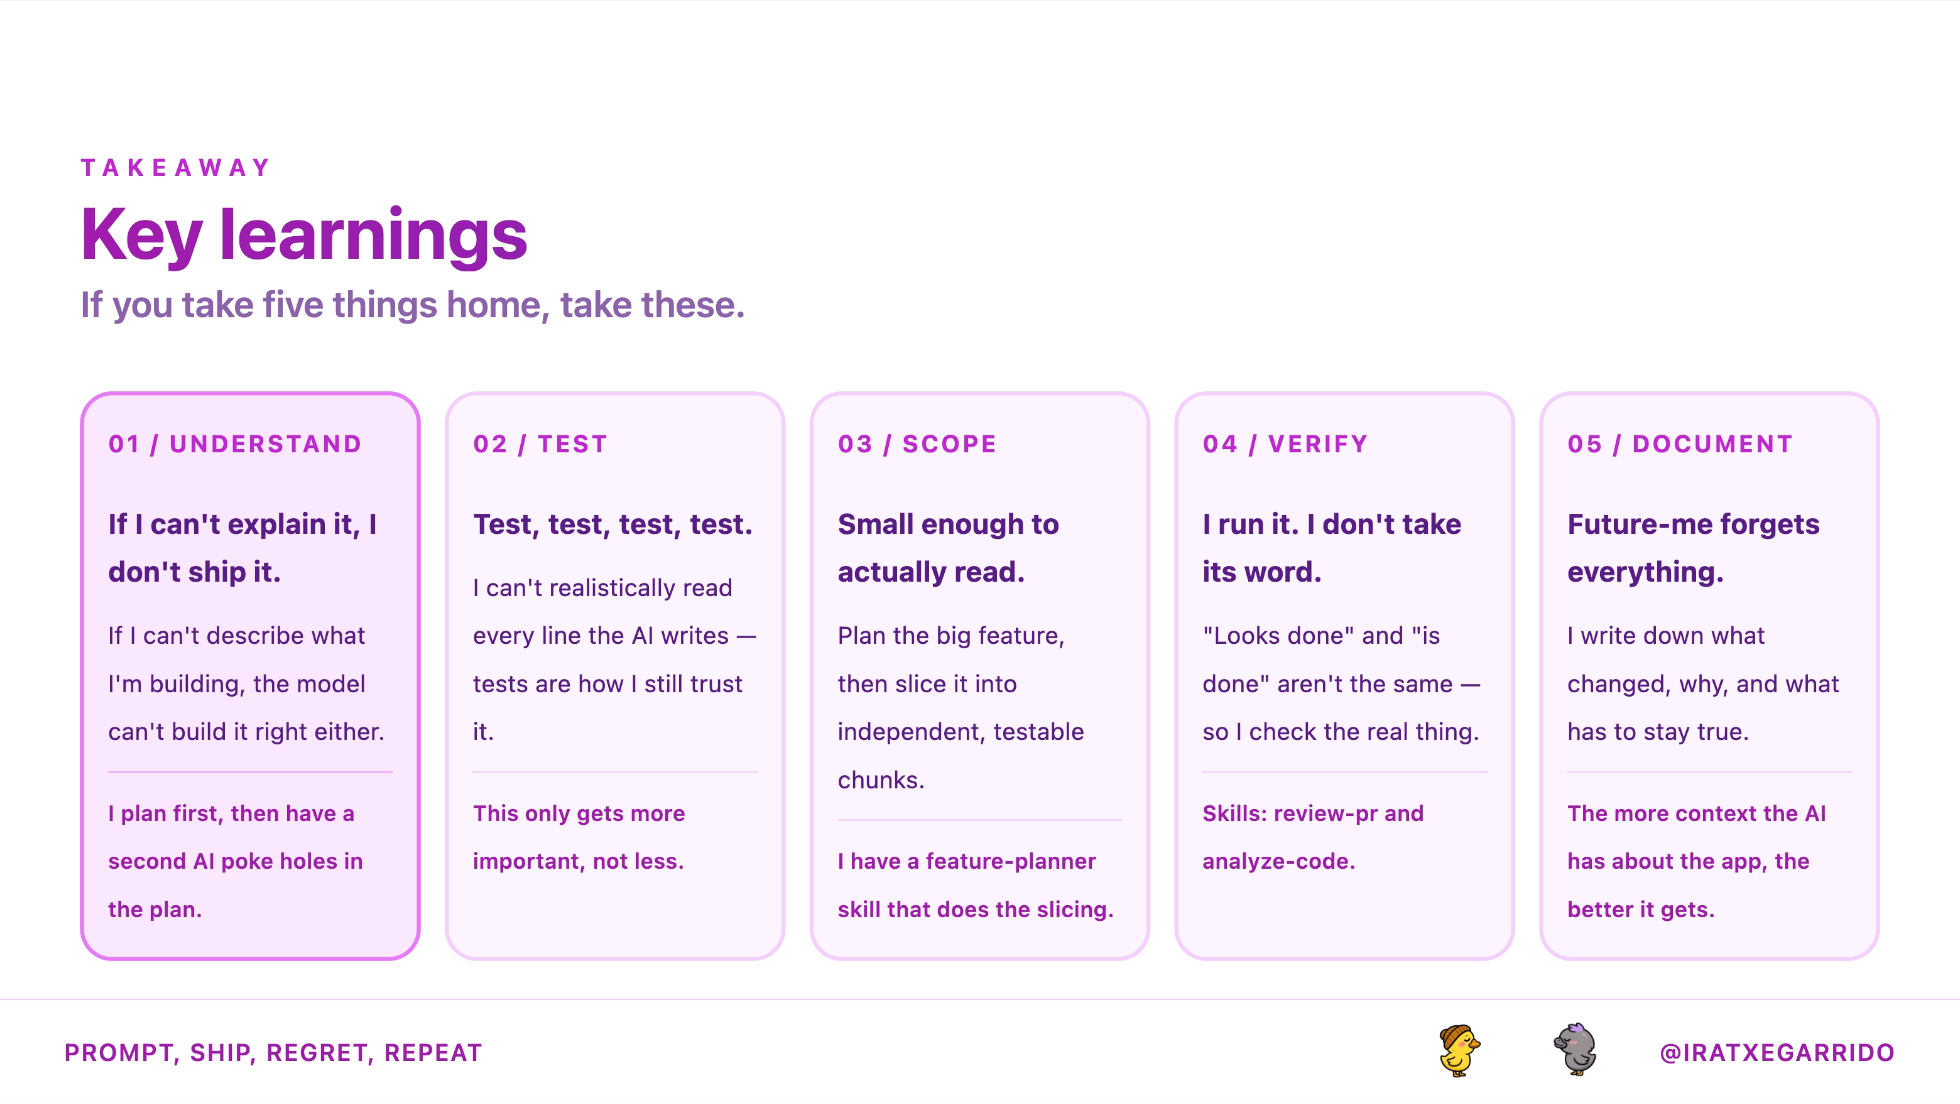 TAKEAWAY
Key learnings
If you take five things home, take these.
01 / UNDERSTAND
If I can't explain it, I
don't ship it.
If I can't describe what
I'm building, the model
can't build it right either.
I plan first, then have a
second AI poke holes in
the plan.
02 / TEST
Test, test, test, test.
I can't realistically read
every line the AI writes —
tests are how I still trust
it.
This only gets more
important, not less.
03 / SCOPE
Small enough to
actually read.
Plan the big feature,
then slice it into
independent, testable
chunks.
I have a feature-planner
skill that does the slicing.
04 / VERIFY
I run it. I don't take
its word.
"Looks done" and "is
done" aren't the same —
so I check the real thing.
Skills: review-pr and
analyze-code.
05 / DOCUMENT
Future-me forgets
everything.
I write down what
changed, why, and what
has to stay true.
The more context the AI
has about the app, the
better it gets.
PROMPT, SHIP, REGRET, REPEAT
@IRATXEGARRIDO